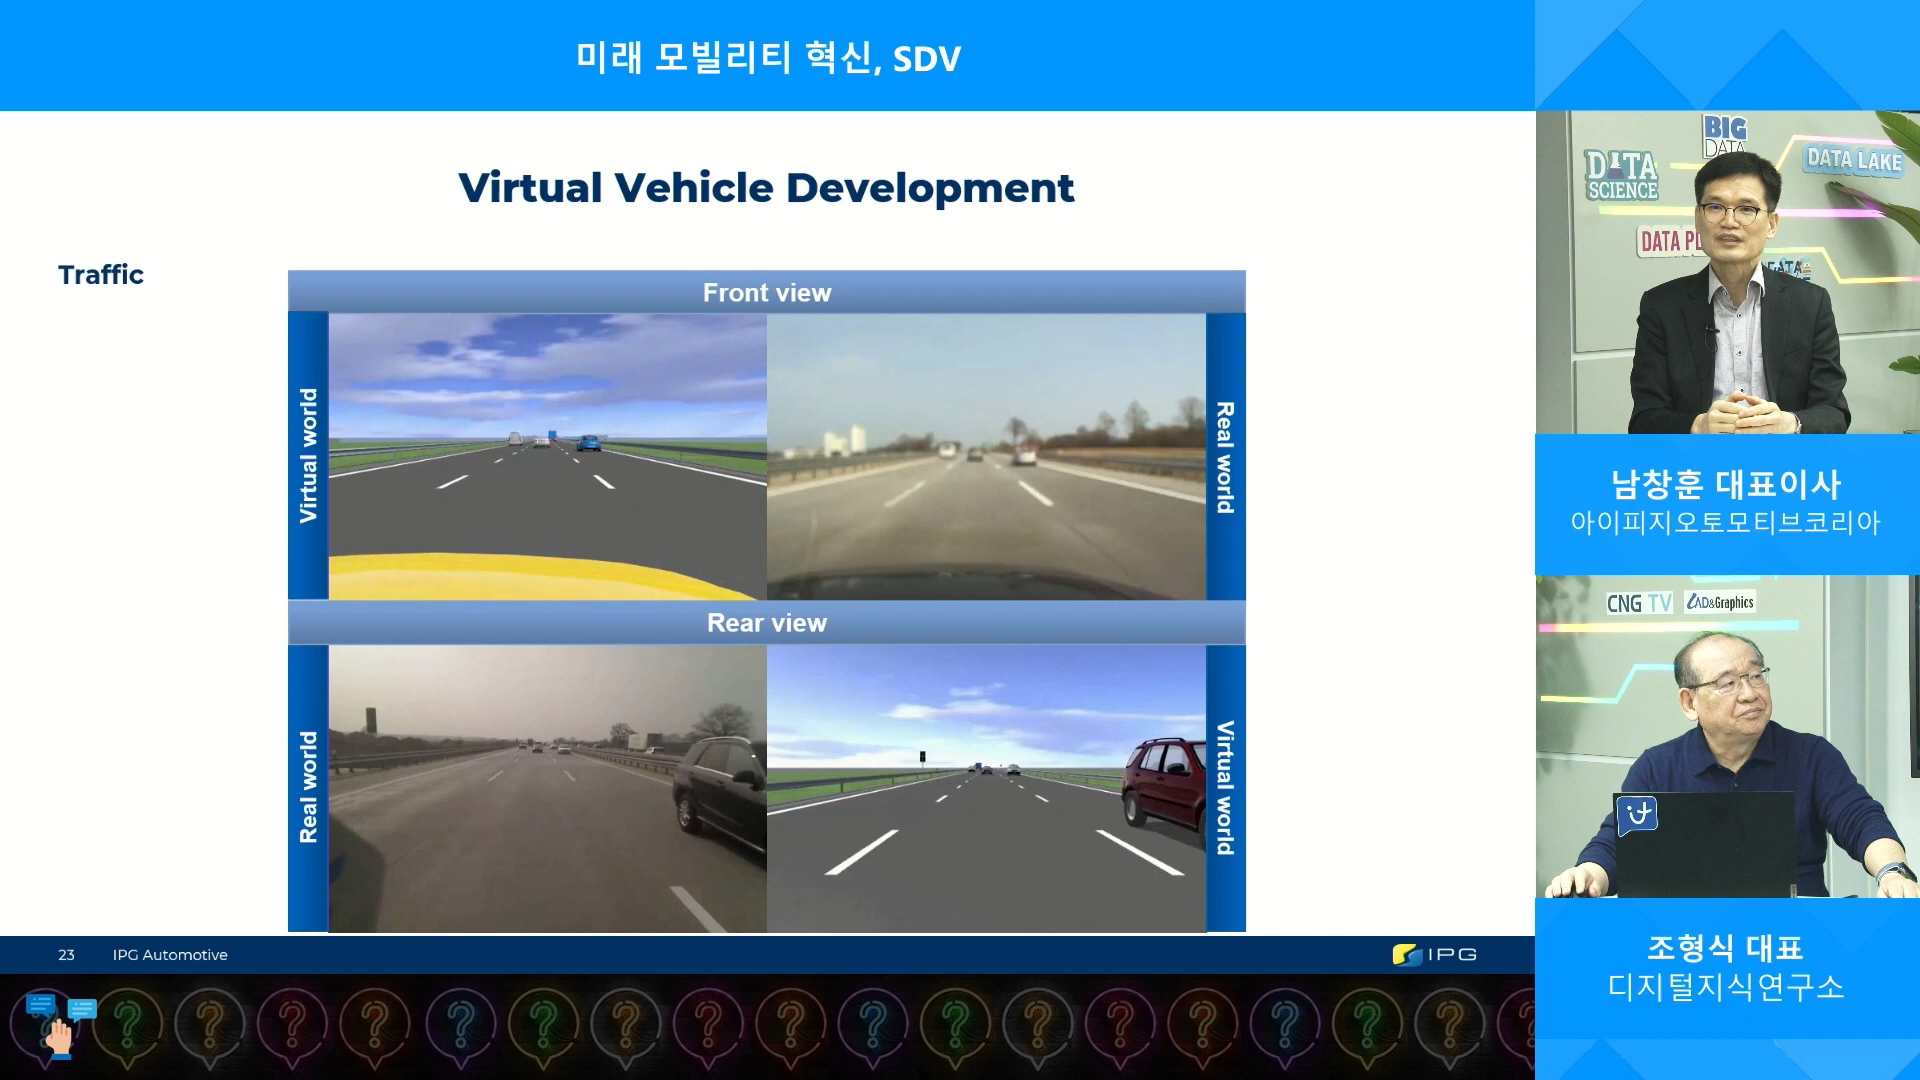 미래 모빌리티 혁신, SDV
Virtual Vehicle Development
Traffic
Front view
Virtual world
Real world
Rear view
Real world
Virtual world
23
IPG Automotive
IPG
BIG
DATA
DATA
SCIENCE
DATA LAKE
남창훈 대표이사
아이피지오토모티브코리아
CNG TV
CAD&Graphics
조형식 대표
디지털지식연구소